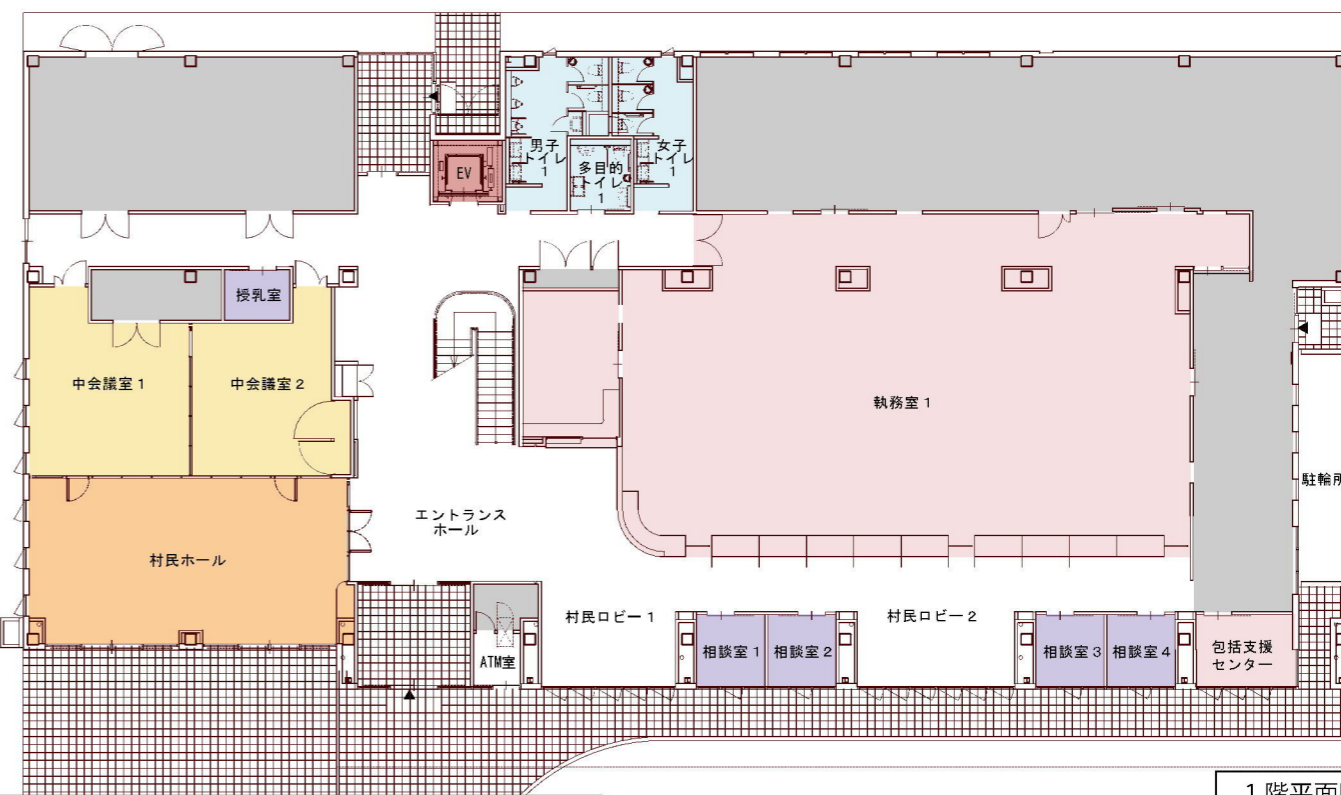 男子
トイレ
1
女子
トイレ
1
多目的
トイレ
1
EV
授乳室
中会議室 1
中会議室 2
執務室 1
駐輪所
エントランス
ホール
村民ホール
村民ロビー 1
村民ロビー 2
ATM室
相談室 1
相談室 2
相談室 3
相談室 4
包括支援
センター
1 階平面